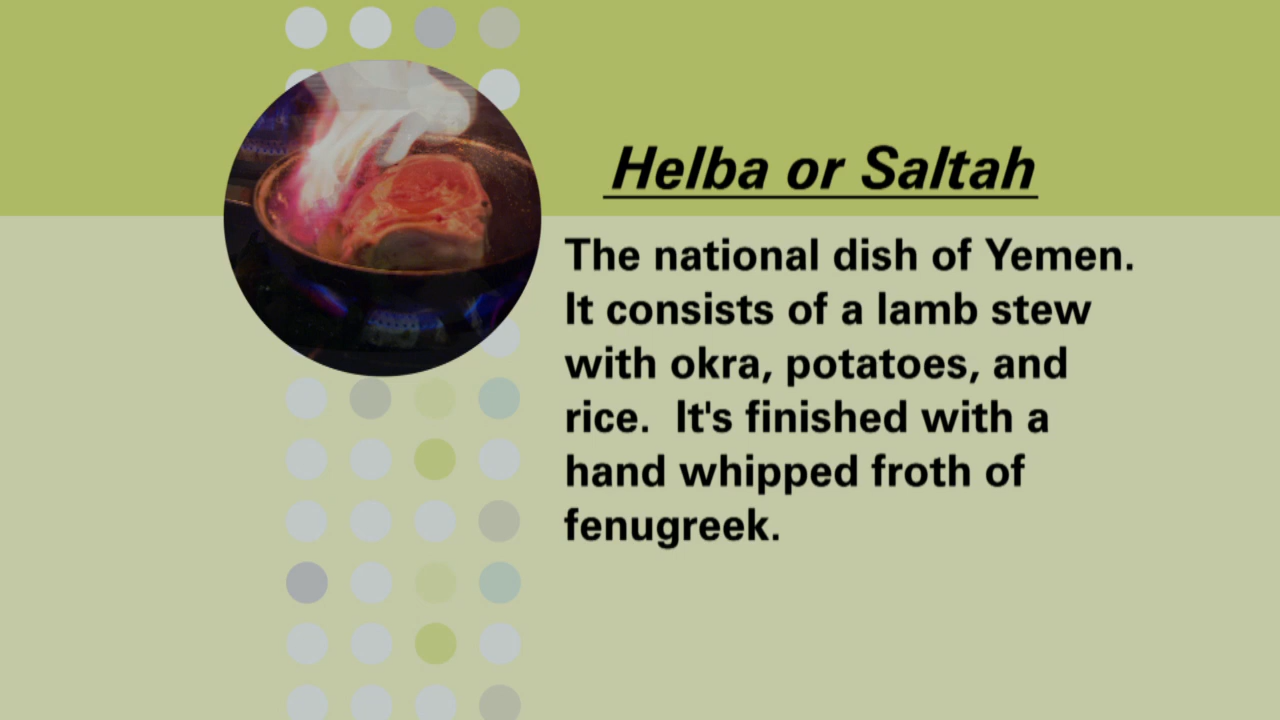 Helba or Saltah
The national dish of Yemen.
It consists of a lamb stew
with okra, potatoes, and
rice.  It's finished with a
hand whipped froth of
fenugreek.